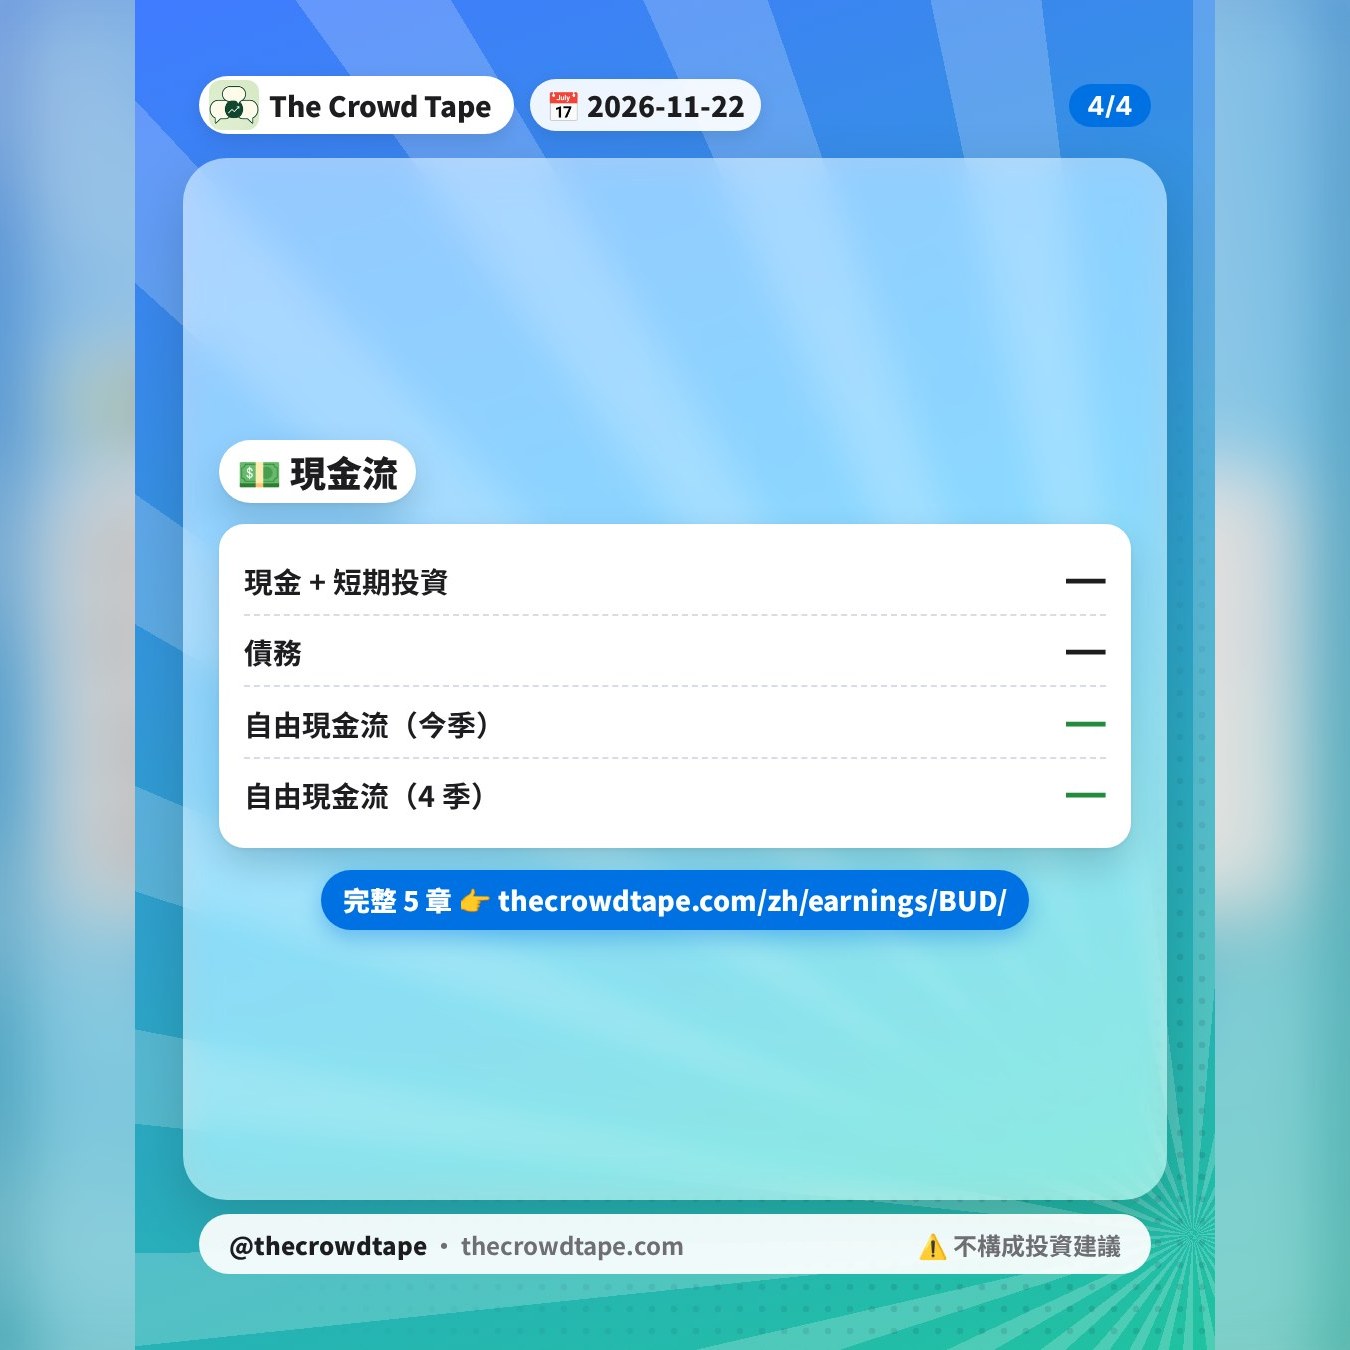 The Crowd Tape
📅 2026-11-22
4/4
💵 現金流
現金 + 短期投資 —
債務 —
自由現金流（今季） —
自由現金流（4 季） —
完整 5 章 👉 thecrowdtape.com/zh/earnings/BUD/
@thecrowdtape · thecrowdtape.com
⚠️ 不構成投資建議